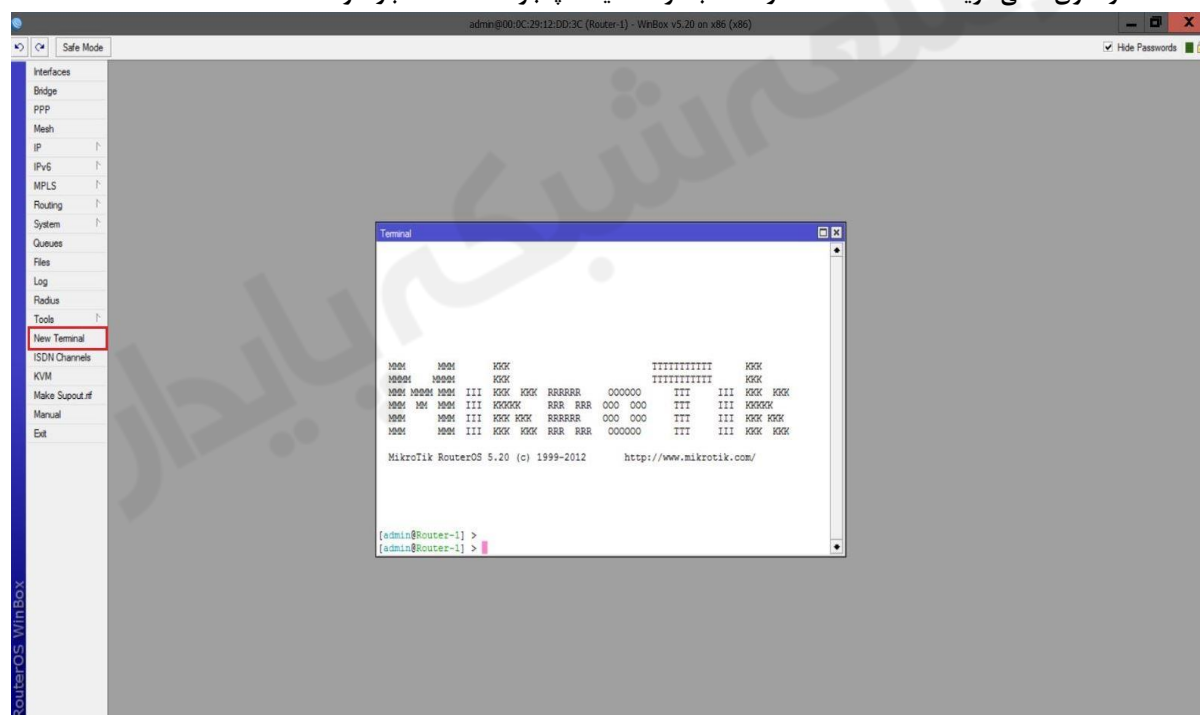 admin@00:0C:29:12:DD:3C (Router-1) - WinBox v5.20 on x86 (x86)
Safe Mode
Hide Passwords
Interfaces
Bridge
PPP
Mesh
IP
IPv6
MPLS
Routing
System
Queues
Files
Log
Radius
Tools
New Terminal
ISDN Channels
KVM
Make Supout.rif
Manual
Exit
RouterOS WinBox
Terminal
MMM MMM KKK TTTTTTTTTTT KKK
MMMM MMMM KKK TTTTTTTTTTT KKK
MMM MMMM MMM III KKK KKK RRRRRR OOOOOO TTT III KKK KKK
MMM MM MMM III KKKKK RRR RRR OOO OOO TTT III KKKKK
MMM MMM III KKK KKK RRRRRR OOO OOO TTT III KKK KKK
MMM MMM III KKK KKK RRR RRR OOOOOO TTT III KKK KKK
MikroTik RouterOS 5.20 (c) 1999-2012 http://www.mikrotik.com/
[admin@Router-1] >
[admin@Router-1] >